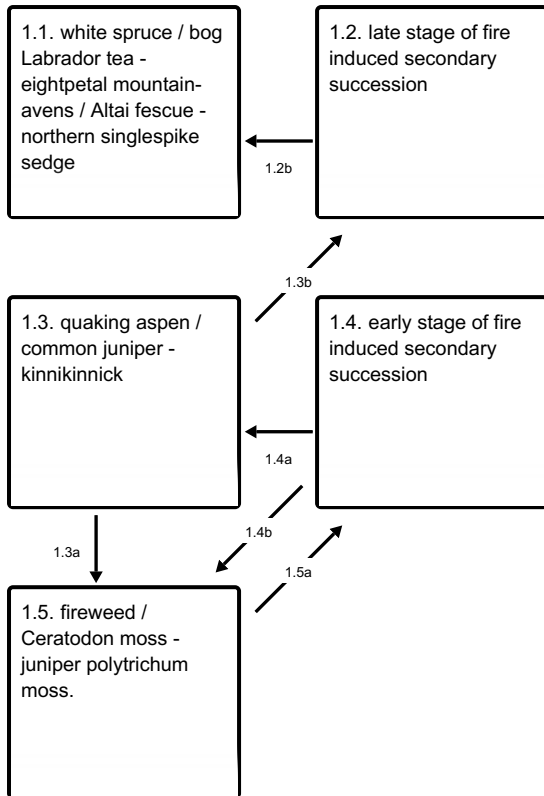 1.1. white spruce / bog
Labrador tea -
eightpetal mountain-
avens / Altai fescue -
northern singlespike
sedge
1.2. late stage of fire
induced secondary
succession
1.2b
1.3b
1.3. quaking aspen /
common juniper -
kinnikinnick
1.4. early stage of fire
induced secondary
succession
1.4a
1.4b
1.3a
1.5a
1.5. fireweed /
Ceratodon moss -
juniper polytrichum
moss.